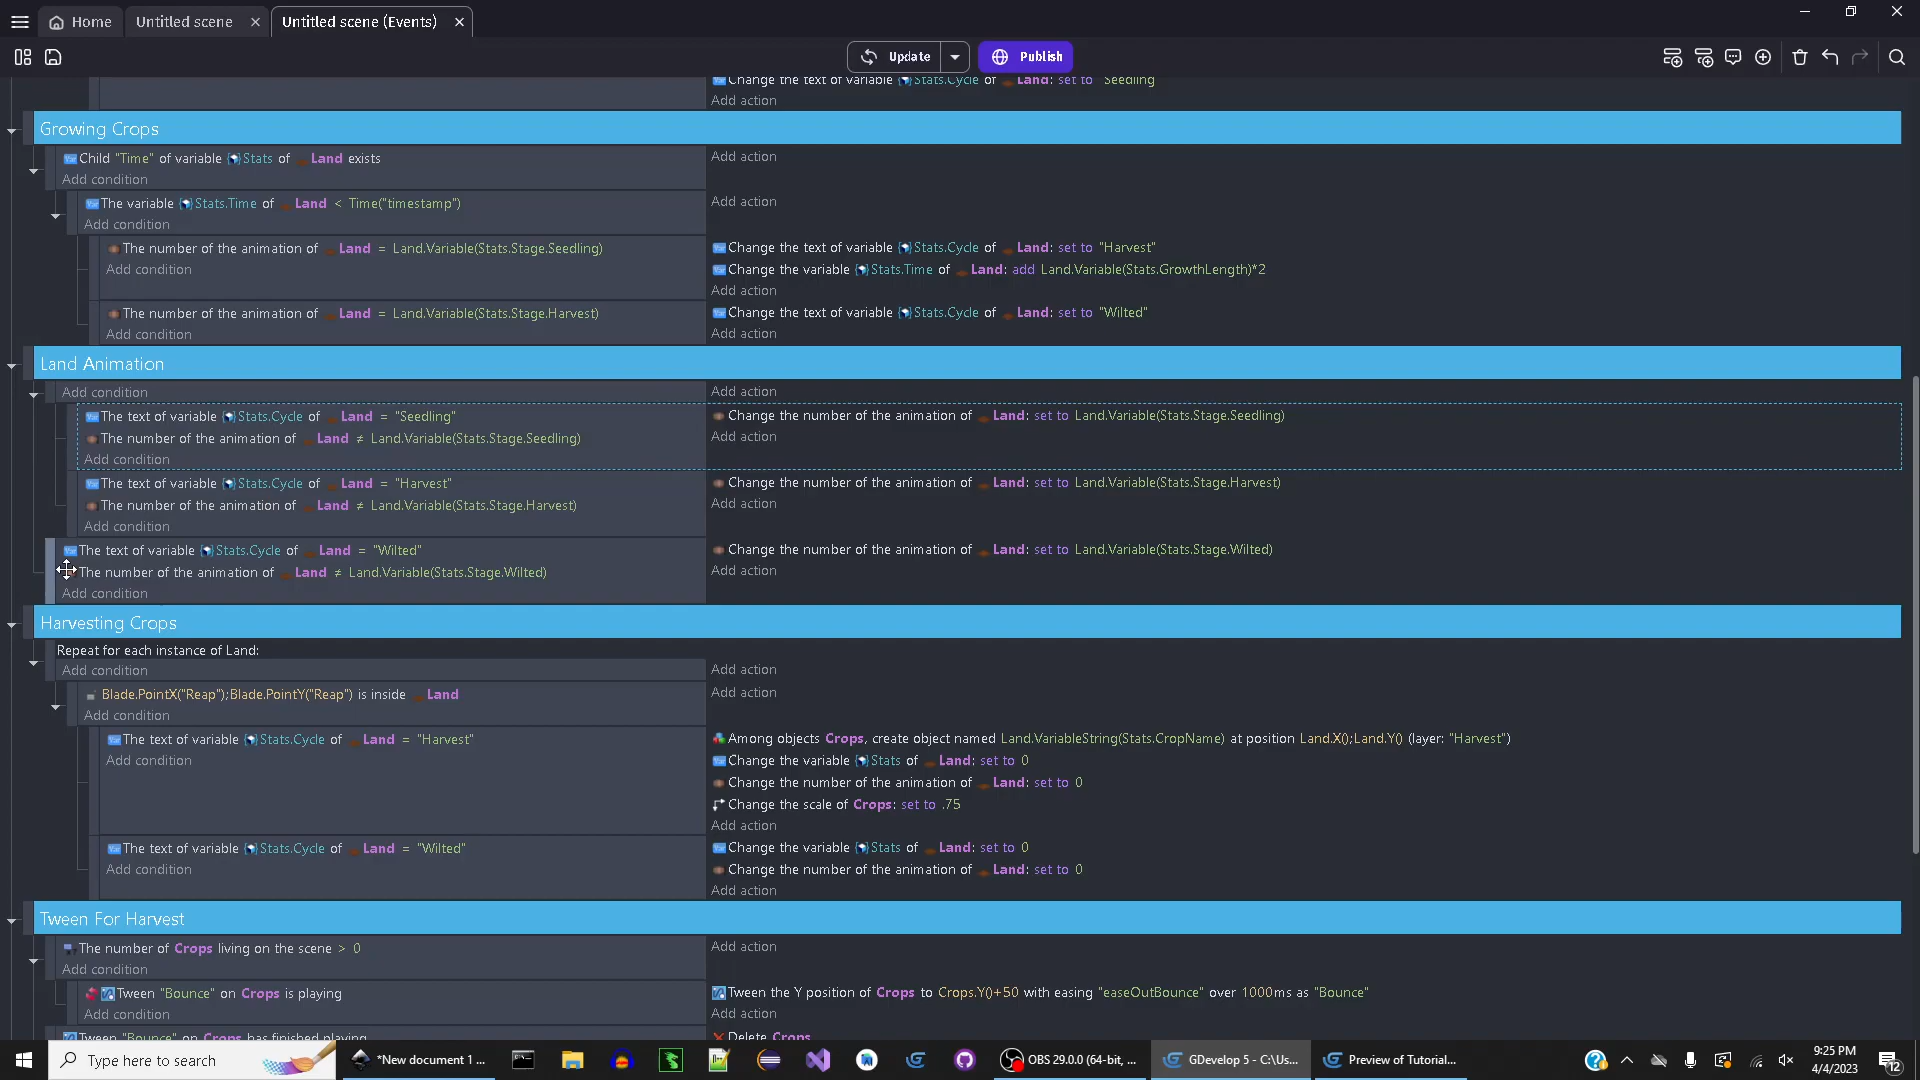 Home
Untitled scene
Untitled scene (Events)
Update
Publish
Change the text of variable Stats.Cycle of Land: set to "Seedling"
Add action
Growing Crops
Child "Time" of variable Stats of Land exists
Add action
Add condition
The variable Stats.Time of Land < Time("timestamp")
Add action
Add condition
The number of the animation of Land = Land.Variable(Stats.Stage.Seedling)
Change the text of variable Stats.Cycle of Land: set to "Harvest"
Add condition
Change the variable Stats.Time of Land: add Land.Variable(Stats.GrowthLength)*2
Add action
The number of the animation of Land = Land.Variable(Stats.Stage.Harvest)
Change the text of variable Stats.Cycle of Land: set to "Wilted"
Add condition
Add action
Land Animation
Add condition
Add action
The text of variable Stats.Cycle of Land = "Seedling"
Change the number of the animation of Land: set to Land.Variable(Stats.Stage.Seedling)
The number of the animation of Land ≠ Land.Variable(Stats.Stage.Seedling)
Add action
Add condition
The text of variable Stats.Cycle of Land = "Harvest"
Change the number of the animation of Land: set to Land.Variable(Stats.Stage.Harvest)
The number of the animation of Land ≠ Land.Variable(Stats.Stage.Harvest)
Add action
Add condition
The text of variable Stats.Cycle of Land = "Wilted"
Change the number of the animation of Land: set to Land.Variable(Stats.Stage.Wilted)
The number of the animation of Land ≠ Land.Variable(Stats.Stage.Wilted)
Add action
Add condition
Harvesting Crops
Repeat for each instance of Land:
Add condition
Add action
Blade.PointX("Reap");Blade.PointY("Reap") is inside Land
Add action
Add condition
The text of variable Stats.Cycle of Land = "Harvest"
Among objects Crops, create object named Land.VariableString(Stats.CropName) at position Land.X();Land.Y() (layer: "Harvest")
Add condition
Change the variable Stats of Land: set to 0
Change the number of the animation of Land: set to 0
Change the scale of Crops: set to .75
Add action
The text of variable Stats.Cycle of Land = "Wilted"
Change the variable Stats of Land: set to 0
Add condition
Change the number of the animation of Land: set to 0
Add action
Tween For Harvest
The number of Crops living on the scene > 0
Add action
Add condition
Tween "Bounce" on Crops is playing
Tween the Y position of Crops to Crops.Y()+50 with easing "easeOutBounce" over 1000ms as "Bounce"
Add condition
Add action
Tween "Bounce" on Crops has finished playing
Delete Crops
Type here to search
*New document 1 ...
OBS 29.0.0 (64-bit, ...
GDevelop 5 - C:\Us...
Preview of Tutorial...
9:25 PM
4/4/2023
12